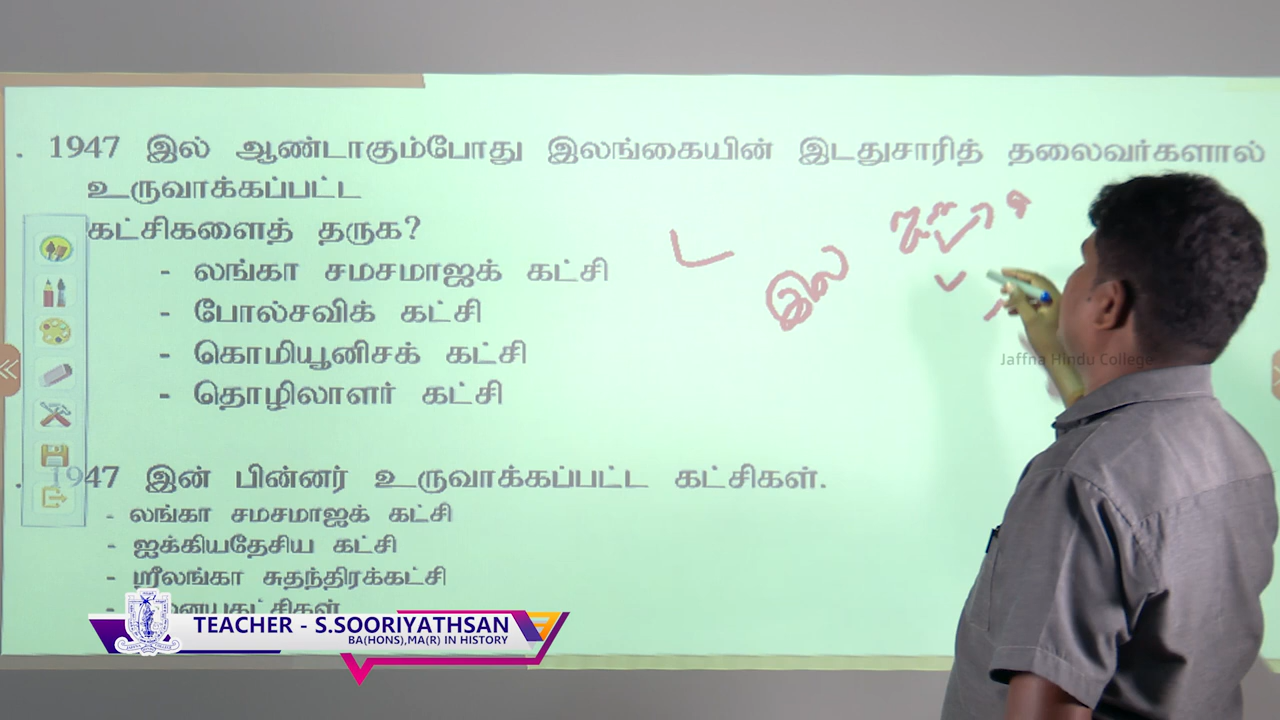 . 1947 இல் ஆண்டாகும்போது இலங்கையின் இடதுசாரித் தலைவர்களால்
உருவாக்கப்பட்ட
கட்சிகளைத் தருக?
- லங்கா சமசமாஜக் கட்சி
- போல்சவிக் கட்சி
- கொமியூனிசக் கட்சி
- தொழிலாளர் கட்சி
இல
Jaffna Hindu College
. 1947 இன் பின்னர் உருவாக்கப்பட்ட கட்சிகள்.
- லங்கா சமசமாஜக் கட்சி
- ஐக்கியதேசிய கட்சி
- ஸ்ரீலங்கா சுதந்திரக்கட்சி
TEACHER - S.SOORIYATHSAN
BA(HONS),MA(R) IN HISTORY